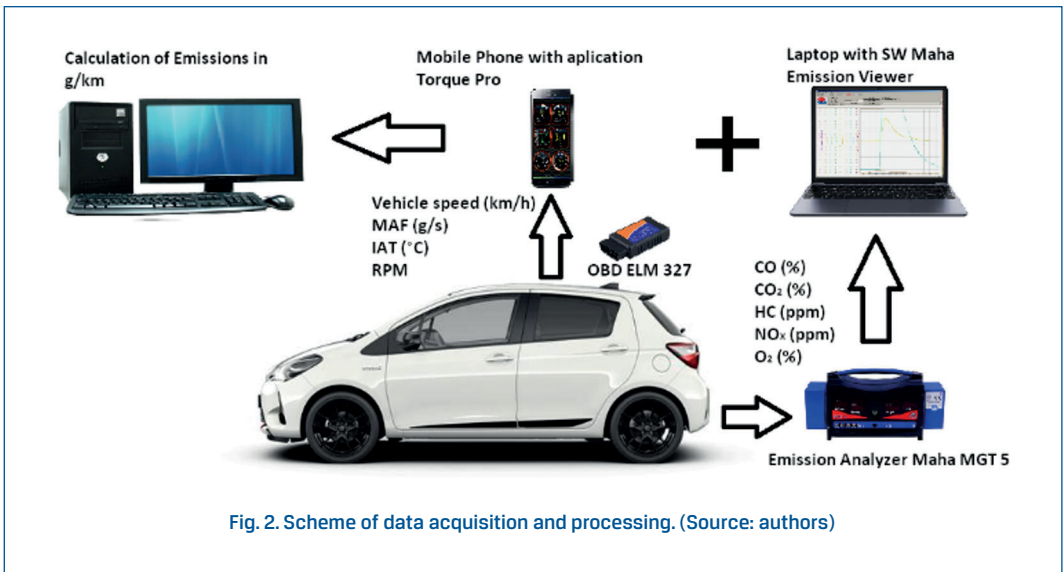 Calculation of Emissions in
g/km
Mobile Phone with aplication
Torque Pro
Laptop with SW Maha
Emission Viewer
Vehicle speed (km/h)
MAF (g/s)
IAT (°C)
RPM
OBD ELM 327
CO (%)
CO₂ (%)
HC (ppm)
NOₓ (ppm)
O₂ (%)
Emission Analyzer Maha MGT 5
Fig. 2. Scheme of data acquisition and processing. (Source: authors)